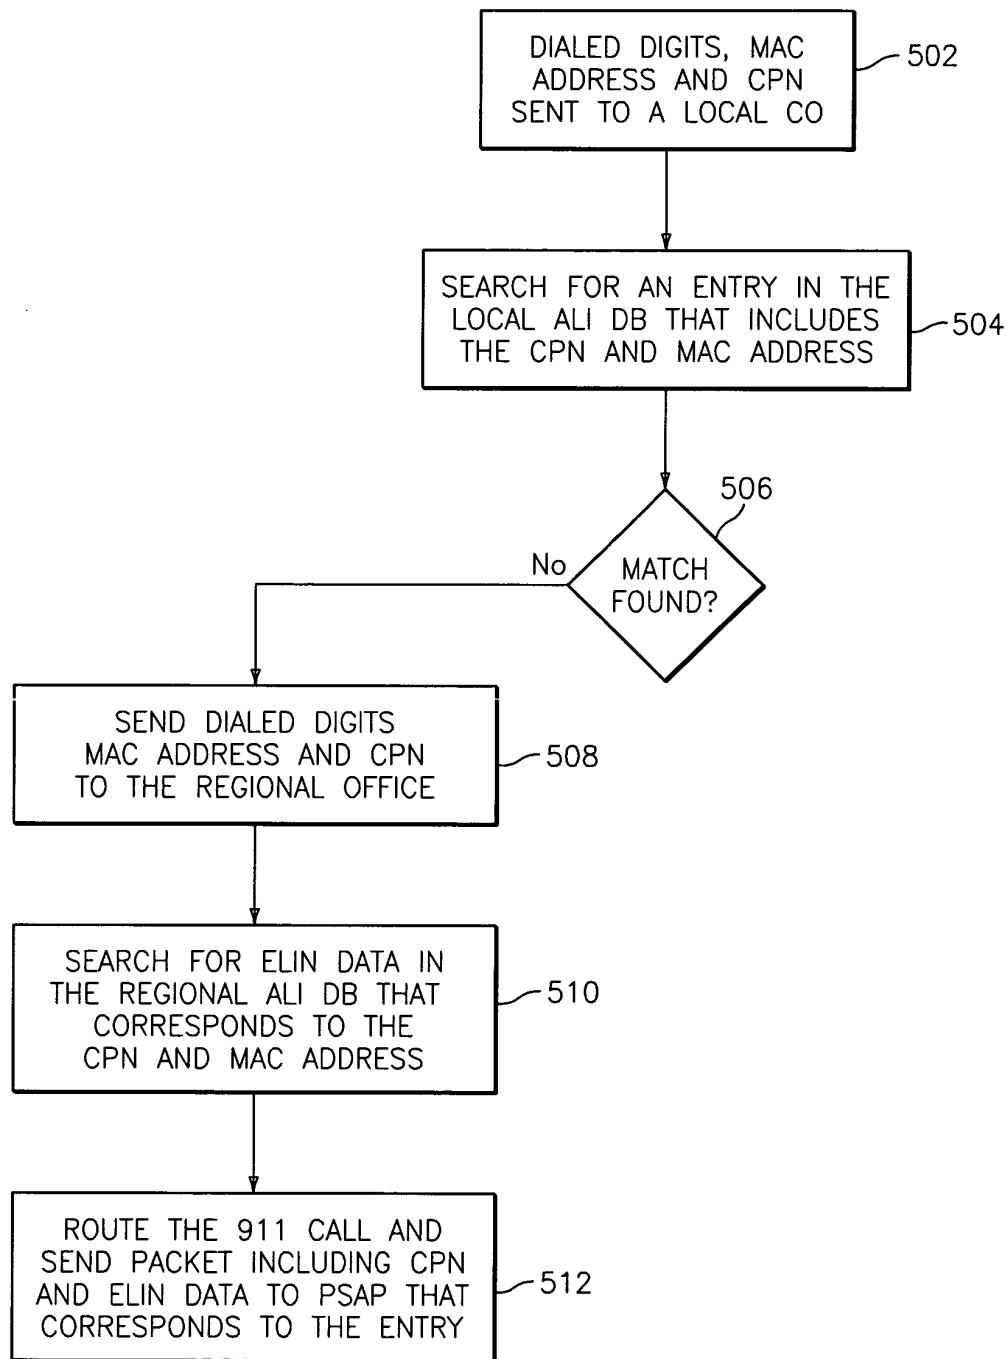 DIALED DIGITS, MAC
ADDRESS AND CPN
SENT TO A LOCAL CO
502
SEARCH FOR AN ENTRY IN THE
LOCAL ALI DB THAT INCLUDES
THE CPN AND MAC ADDRESS
504
506
MATCH
FOUND?
No
SEND DIALED DIGITS
MAC ADDRESS AND CPN
TO THE REGIONAL OFFICE
508
SEARCH FOR ELIN DATA IN
THE REGIONAL ALI DB THAT
CORRESPONDS TO THE
CPN AND MAC ADDRESS
510
ROUTE THE 911 CALL AND
SEND PACKET INCLUDING CPN
AND ELIN DATA TO PSAP THAT
CORRESPONDS TO THE ENTRY
512